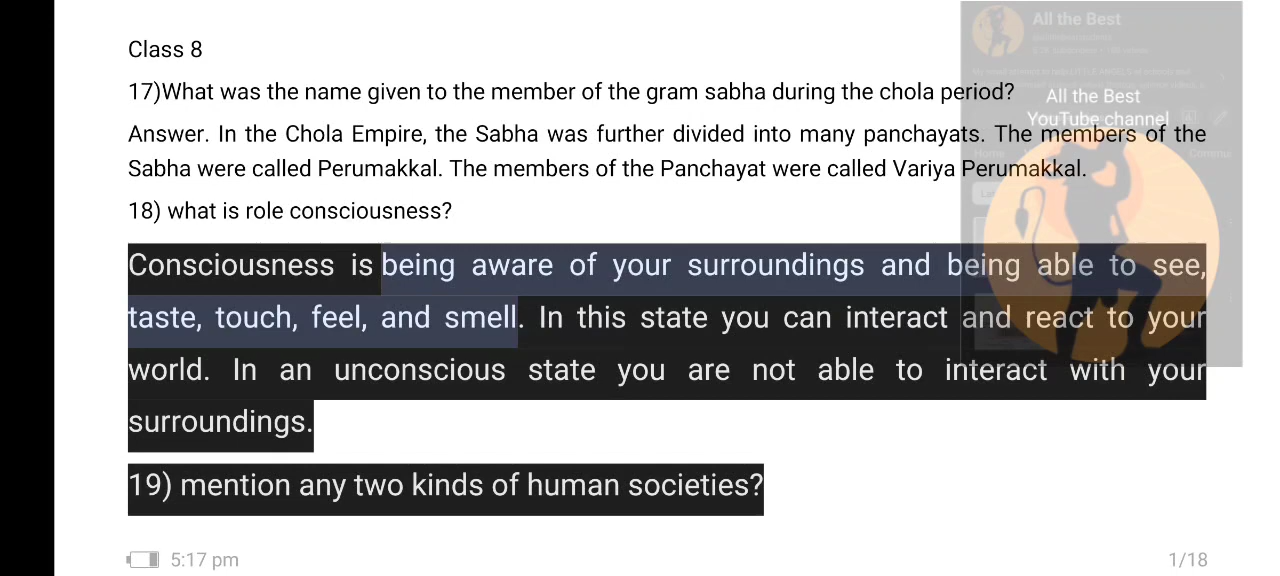 All the Best
Class 8
17)What was the name given to the member of the gram sabha during the chola period?
All the Best
YouTube channel
Answer. In the Chola Empire, the Sabha was further divided into many panchayats. The members of the
Sabha were called Perumakkal. The members of the Panchayat were called Variya Perumakkal.
18) what is role consciousness?
Consciousness is being aware of your surroundings and being able to see,
taste, touch, feel, and smell. In this state you can interact and react to your
world. In an unconscious state you are not able to interact with your
surroundings.
19) mention any two kinds of human societies?
5:17 pm
1/18